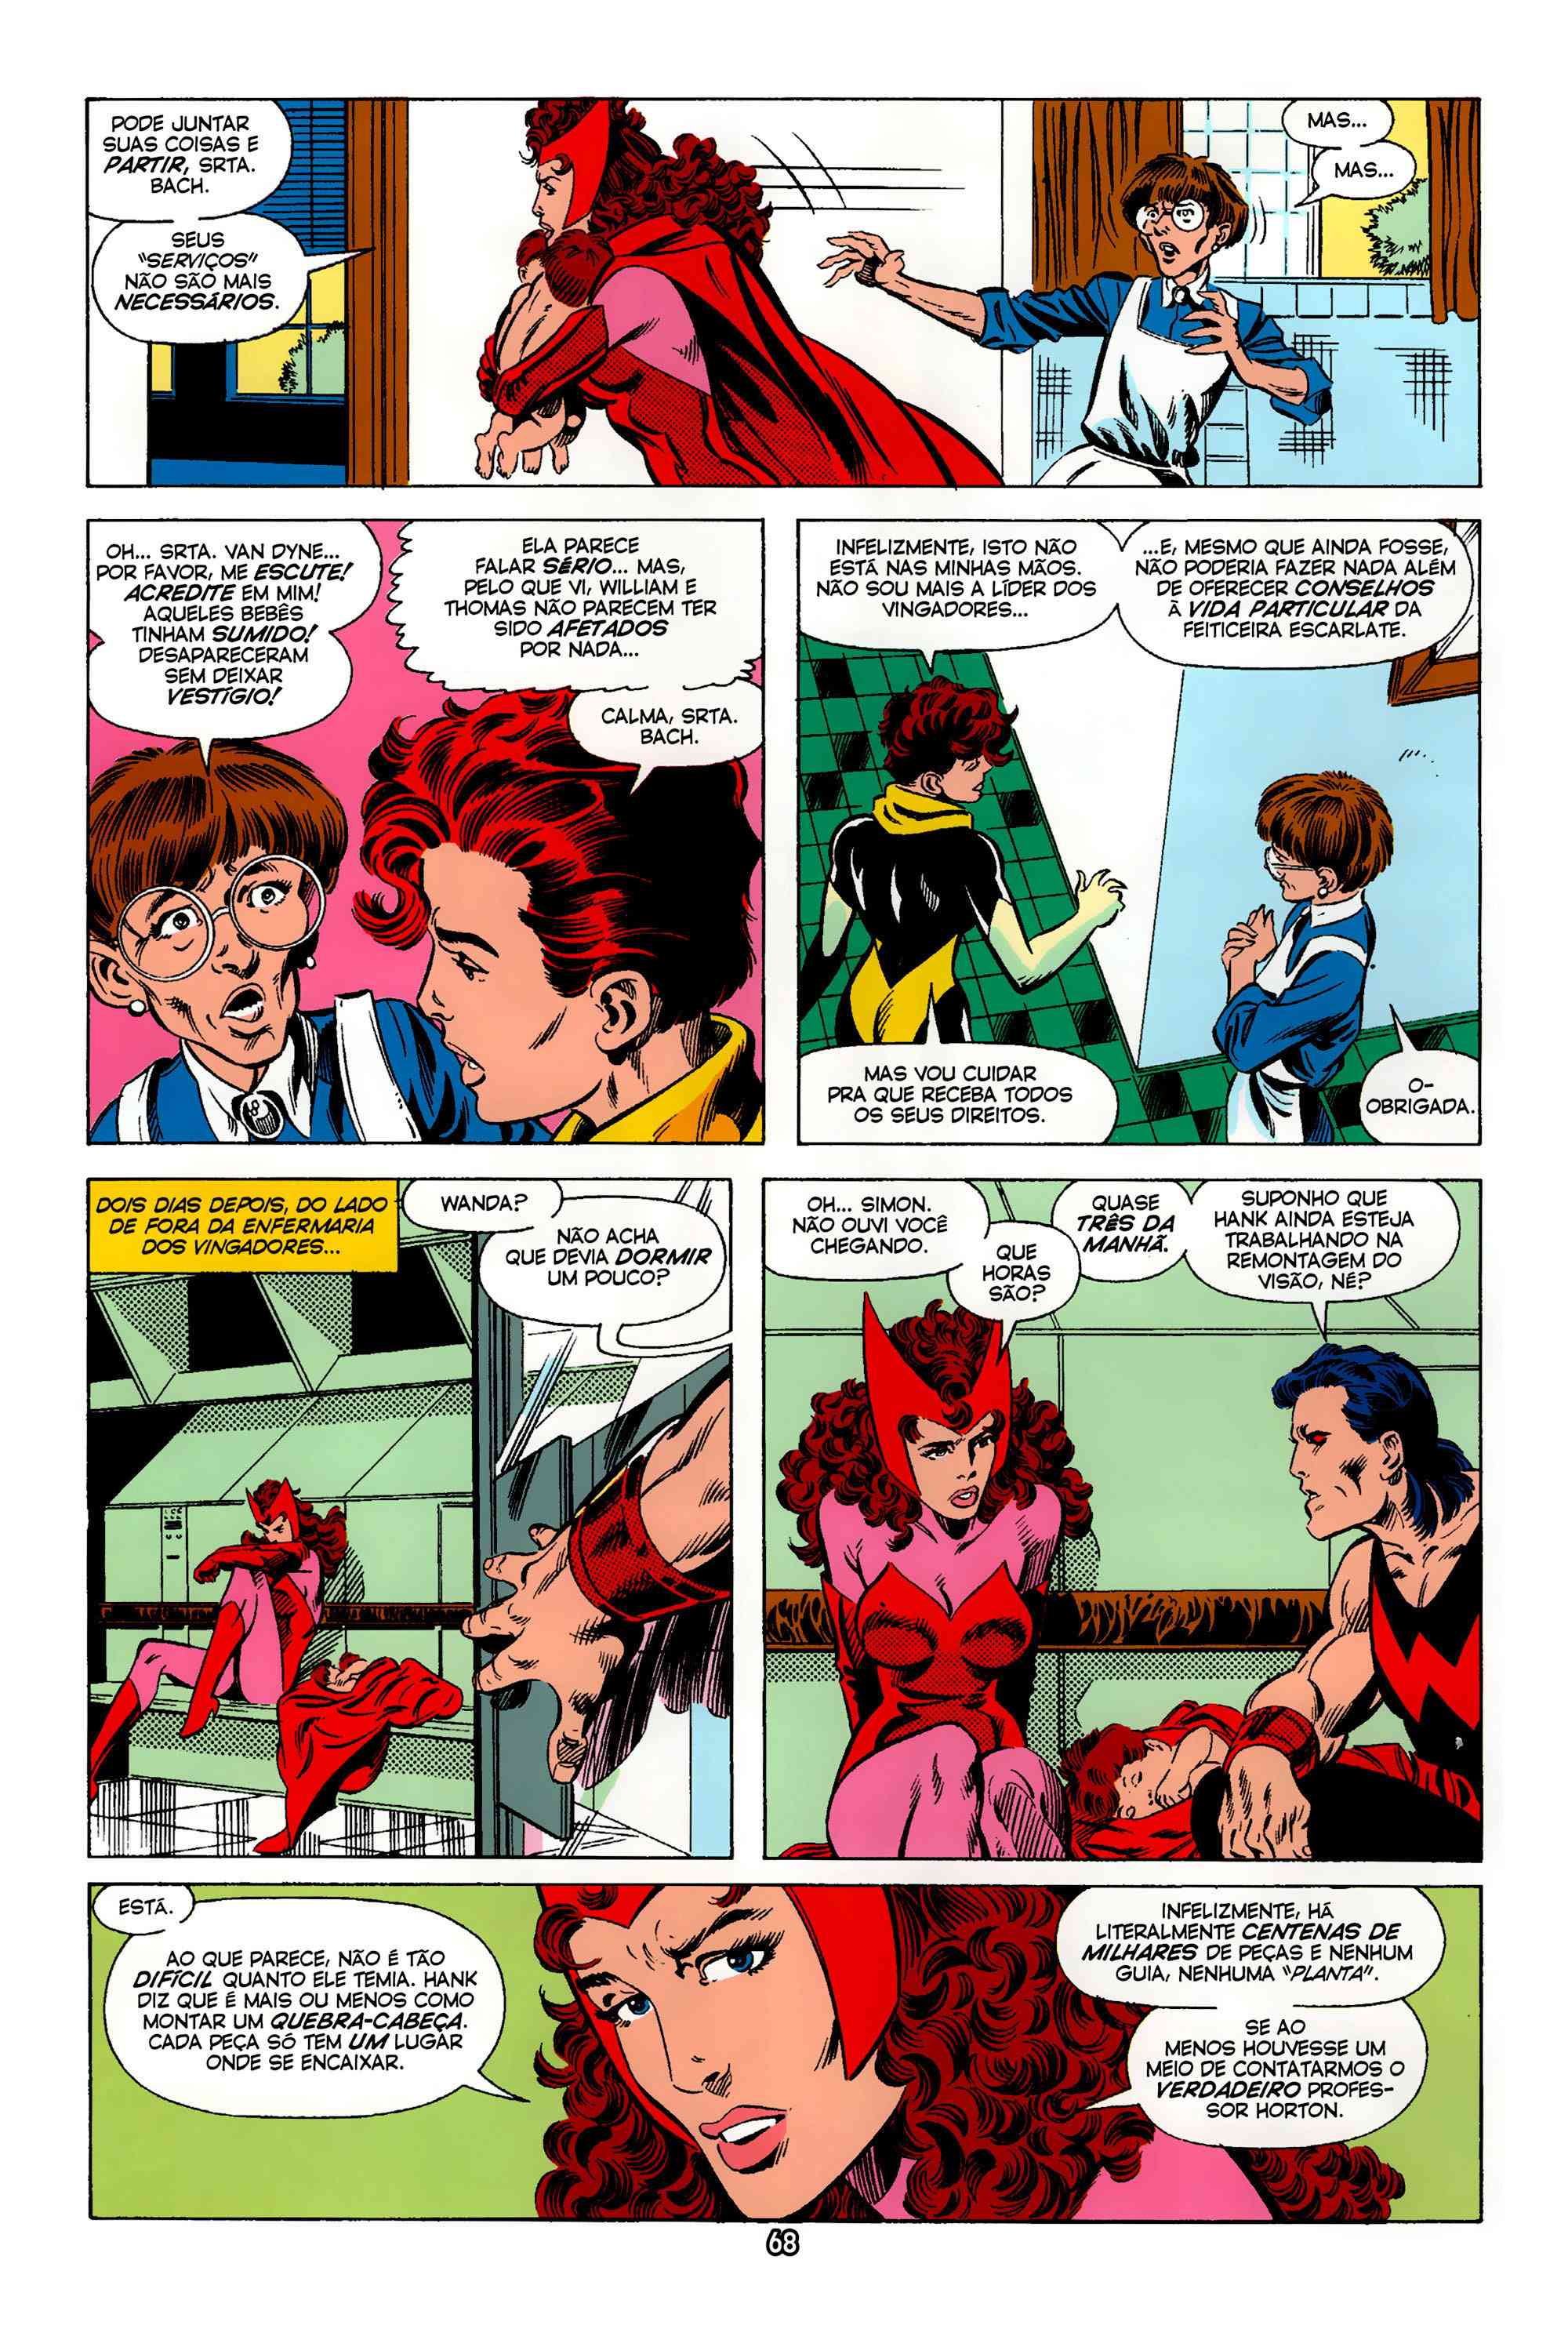 PODE JUNTAR
SUAS COISAS E
PARTIR, SRTA.
BACH.
SEUS
"SERVIÇOS"
NÃO SÃO MAIS
NECESSÁRIOS.
MAS...
MAS...
OH... SRTA. VAN DYNE...
POR FAVOR, ME ESCUTE!
ACREDITE EM MIM!
AQUELES BEBÊS
TINHAM SUMIDO!
DESAPARECERAM
SEM DEIXAR
VESTÍGIO!
ELA PARECE
FALAR SÉRIO... MAS,
PELO QUE VI, WILLIAM E
THOMAS NÃO PARECEM TER
SIDO AFETADOS
POR NADA...
CALMA, SRTA.
BACH.
INFELIZMENTE, ISTO NÃO
ESTÁ NAS MINHAS MÃOS.
NÃO SOU MAIS A LÍDER DOS
VINGADORES...
...E, MESMO QUE AINDA FOSSE,
NÃO PODERIA FAZER NADA ALÉM
DE OFERECER CONSELHOS
À VIDA PARTICULAR DA
FEITICEIRA ESCARLATE.
MAS VOU CUIDAR
PRA QUE RECEBA TODOS
OS SEUS DIREITOS.
O-
OBRIGADA.
DOIS DIAS DEPOIS, DO LADO
DE FORA DA ENFERMARIA
DOS VINGADORES...
WANDA?
NÃO ACHA
QUE DEVIA DORMIR
UM POUCO?
OH... SIMON.
NÃO OUVI VOCÊ
CHEGANDO.
QUE
HORAS
SÃO?
QUASE
TRÊS DA
MANHÃ.
SUPONHO QUE
HANK AINDA ESTEJA
TRABALHANDO NA
REMONTAGEM DO
VISÃO, NÉ?
ESTÁ.
AO QUE PARECE, NÃO É TÃO
DIFÍCIL QUANTO ELE TEMIA. HANK
DIZ QUE É MAIS OU MENOS COMO
MONTAR UM QUEBRA-CABEÇA.
CADA PEÇA SÓ TEM UM LUGAR
ONDE SE ENCAIXAR.
INFELIZMENTE, HÁ
LITERALMENTE CENTENAS DE
MILHARES DE PEÇAS E NENHUM
GUIA, NENHUMA "PLANTA".
SE AO
MENOS HOUVESSE UM
MEIO DE CONTATARMOS O
VERDADEIRO PROFES-
SOR HORTON.
68